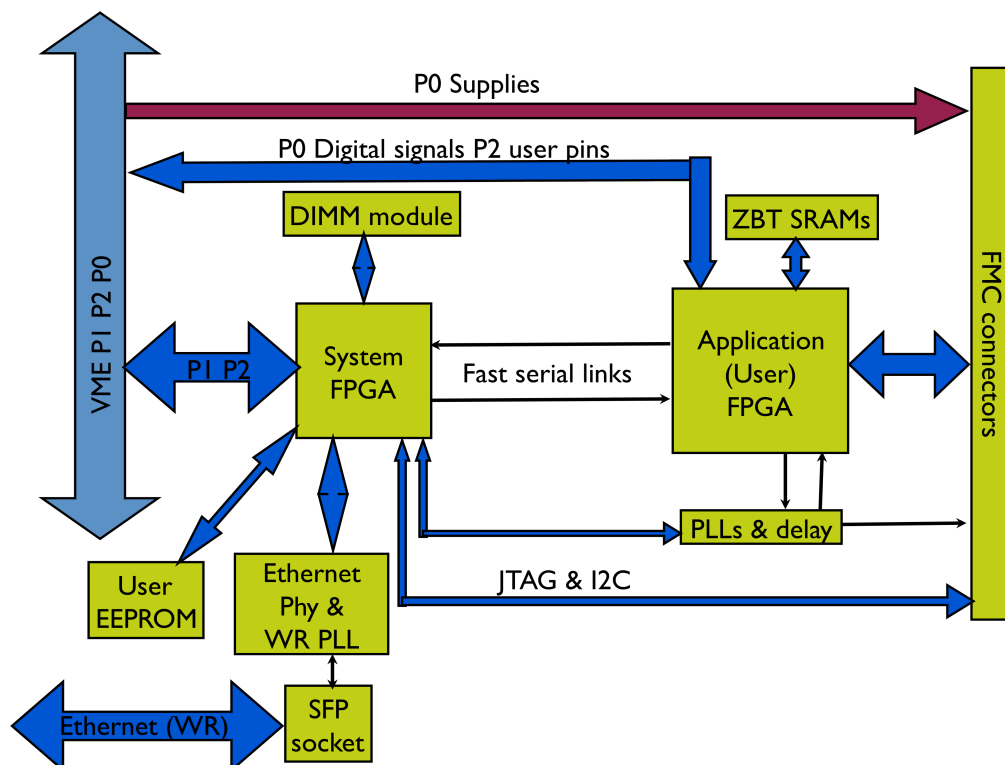 P0 Supplies
P0 Digital signals P2 user pins
DIMM module
ZBT SRAMs
VME P1 P2 P0
FMC connectors
P1 P2
System
FPGA
Fast serial links
Application
(User)
FPGA
PLLs & delay
User
EEPROM
Ethernet
Phy &
WR PLL
JTAG & I2C
Ethernet (WR)
SFP
socket